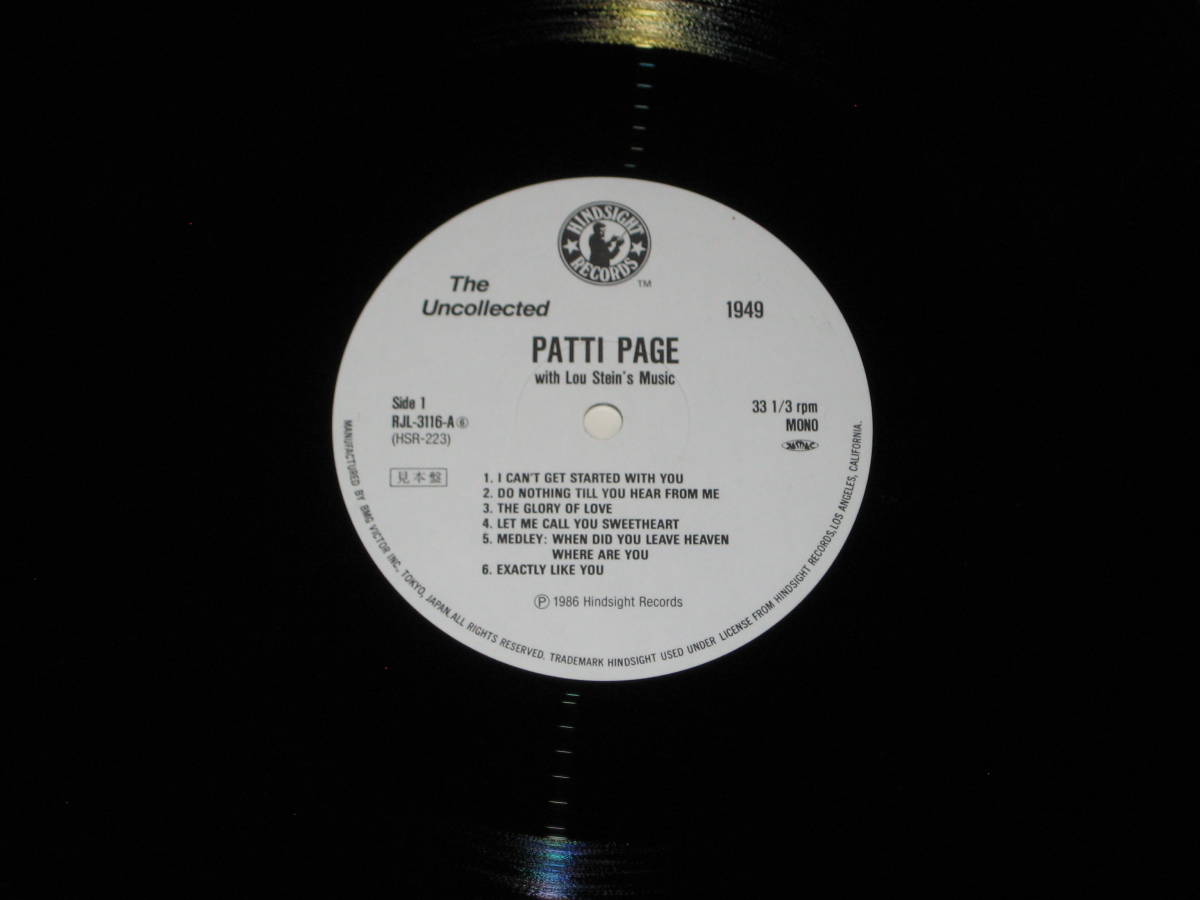 HINDSIGHT
RECORDS
TM
The
Uncollected
1949
PATTI PAGE
with Lou Stein's Music
Side 1
RJL-3116-A⑥
(HSR-223)
33 1/3 rpm
MONO
JASRAC
見本盤
1. I CAN'T GET STARTED WITH YOU
2. DO NOTHING TILL YOU HEAR FROM ME
3. THE GLORY OF LOVE
4. LET ME CALL YOU SWEETHEART
5. MEDLEY: WHEN DID YOU LEAVE HEAVEN
WHERE ARE YOU
6. EXACTLY LIKE YOU
Ⓟ 1986 Hindsight Records
MANUFACTURED BY BMG VICTOR INC., TOKYO, JAPAN. ALL RIGHTS RESERVED. TRADEMARK HINDSIGHT USED UNDER LICENSE FROM HINDSIGHT RECORDS, LOS ANGELES, CALIFORNIA.